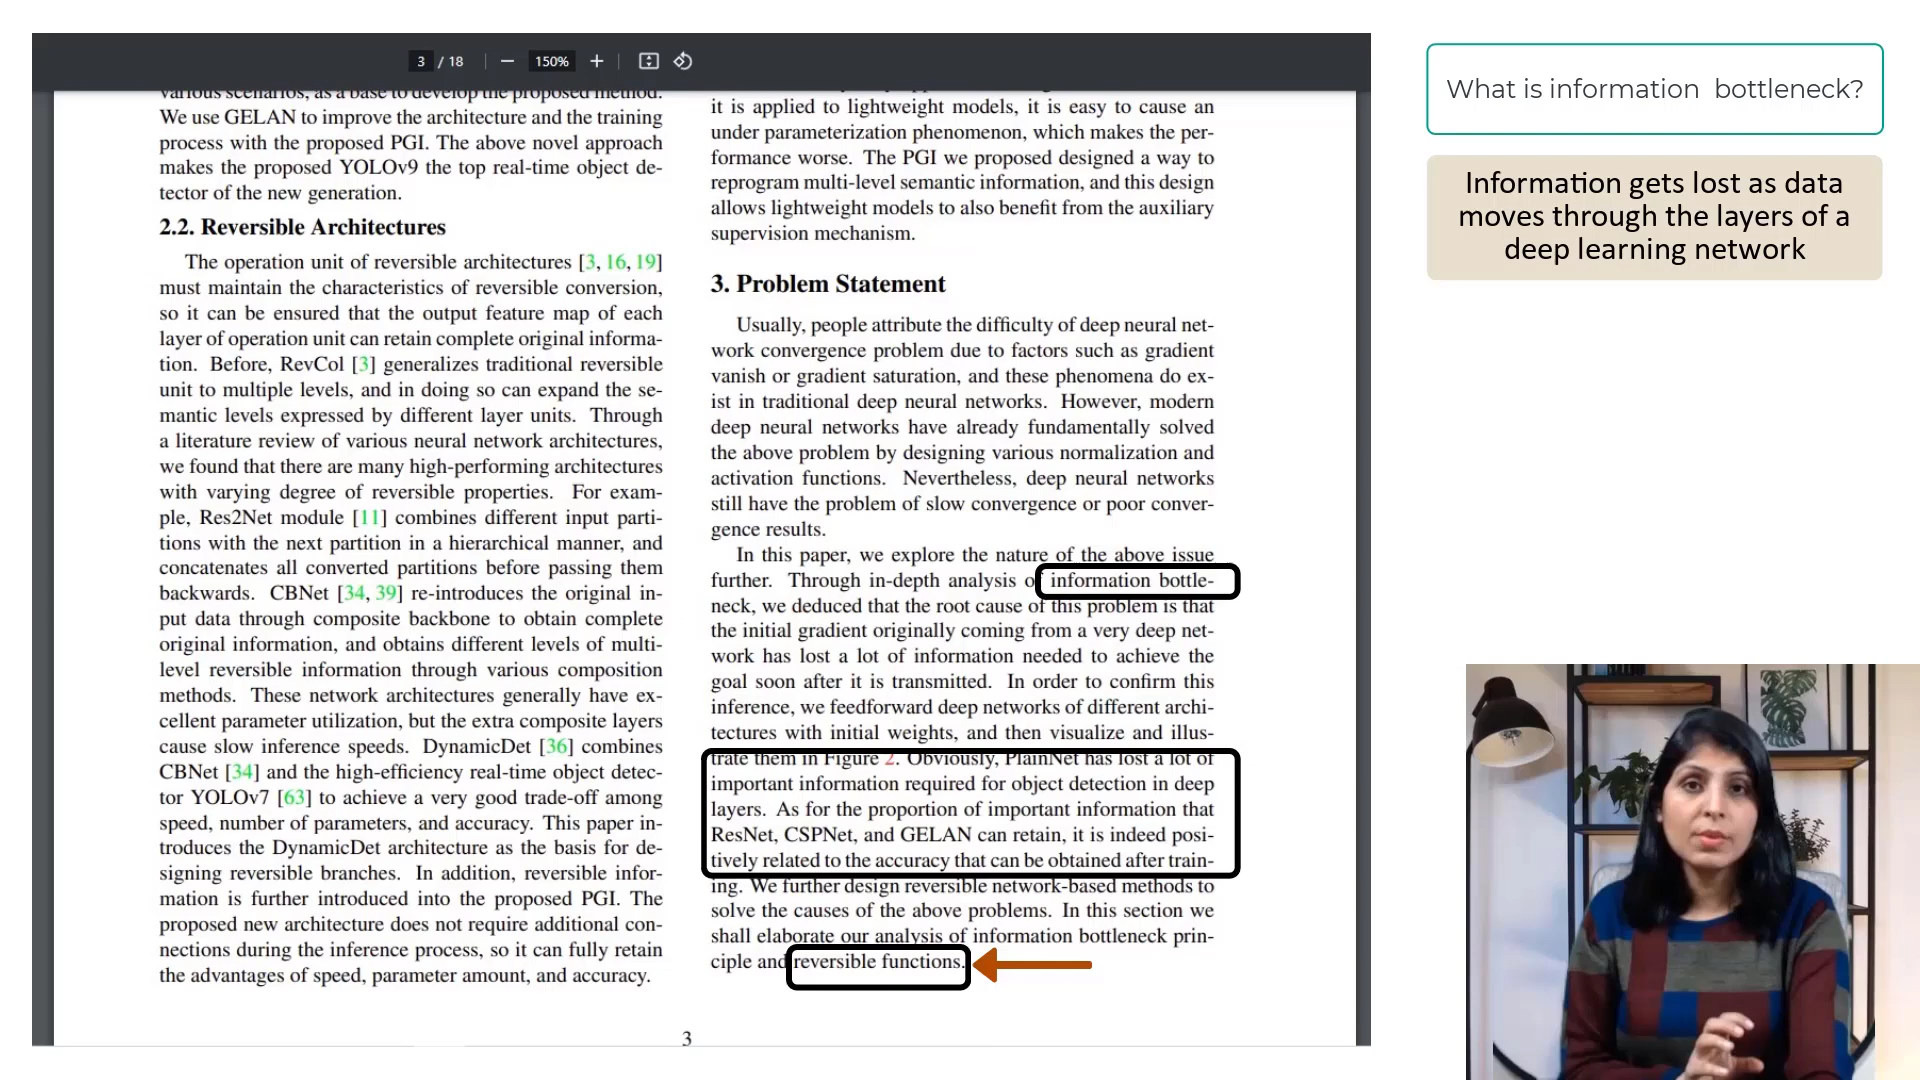 3 / 18
150%
various scenarios, as a base to develop the proposed method.
We use GELAN to improve the architecture and the training
process with the proposed PGI. The above novel approach
makes the proposed YOLOv9 the top real-time object de-
tector of the new generation.
2.2. Reversible Architectures
The operation unit of reversible architectures [3, 16, 19]
must maintain the characteristics of reversible conversion,
so it can be ensured that the output feature map of each
layer of operation unit can retain complete original informa-
tion. Before, RevCol [3] generalizes traditional reversible
unit to multiple levels, and in doing so can expand the se-
mantic levels expressed by different layer units. Through
a literature review of various neural network architectures,
we found that there are many high-performing architectures
with varying degree of reversible properties. For exam-
ple, Res2Net module [11] combines different input parti-
tions with the next partition in a hierarchical manner, and
concatenates all converted partitions before passing them
backwards. CBNet [34, 39] re-introduces the original in-
put data through composite backbone to obtain complete
original information, and obtains different levels of multi-
level reversible information through various composition
methods. These network architectures generally have ex-
cellent parameter utilization, but the extra composite layers
cause slow inference speeds. DynamicDet [36] combines
CBNet [34] and the high-efficiency real-time object detec-
tor YOLOv7 [63] to achieve a very good trade-off among
speed, number of parameters, and accuracy. This paper in-
troduces the DynamicDet architecture as the basis for de-
signing reversible branches. In addition, reversible infor-
mation is further introduced into the proposed PGI. The
proposed new architecture does not require additional con-
nections during the inference process, so it can fully retain
the advantages of speed, parameter amount, and accuracy.
it is applied to lightweight models, it is easy to cause an
under parameterization phenomenon, which makes the per-
formance worse. The PGI we proposed designed a way to
reprogram multi-level semantic information, and this design
allows lightweight models to also benefit from the auxiliary
supervision mechanism.
3. Problem Statement
Usually, people attribute the difficulty of deep neural net-
work convergence problem due to factors such as gradient
vanish or gradient saturation, and these phenomena do ex-
ist in traditional deep neural networks. However, modern
deep neural networks have already fundamentally solved
the above problem by designing various normalization and
activation functions. Nevertheless, deep neural networks
still have the problem of slow convergence or poor conver-
gence results.
In this paper, we explore the nature of the above issue
further. Through in-depth analysis of information bottle-
neck, we deduced that the root cause of this problem is that
the initial gradient originally coming from a very deep net-
work has lost a lot of information needed to achieve the
goal soon after it is transmitted. In order to confirm this
inference, we feedforward deep networks of different archi-
tectures with initial weights, and then visualize and illus-
trate them in Figure 2. Obviously, PlainNet has lost a lot of
important information required for object detection in deep
layers. As for the proportion of important information that
ResNet, CSPNet, and GELAN can retain, it is indeed posi-
tively related to the accuracy that can be obtained after train-
ing. We further design reversible network-based methods to
solve the causes of the above problems. In this section we
shall elaborate our analysis of information bottleneck prin-
ciple and reversible functions.
3
What is information bottleneck?
Information gets lost as data
moves through the layers of a
deep learning network